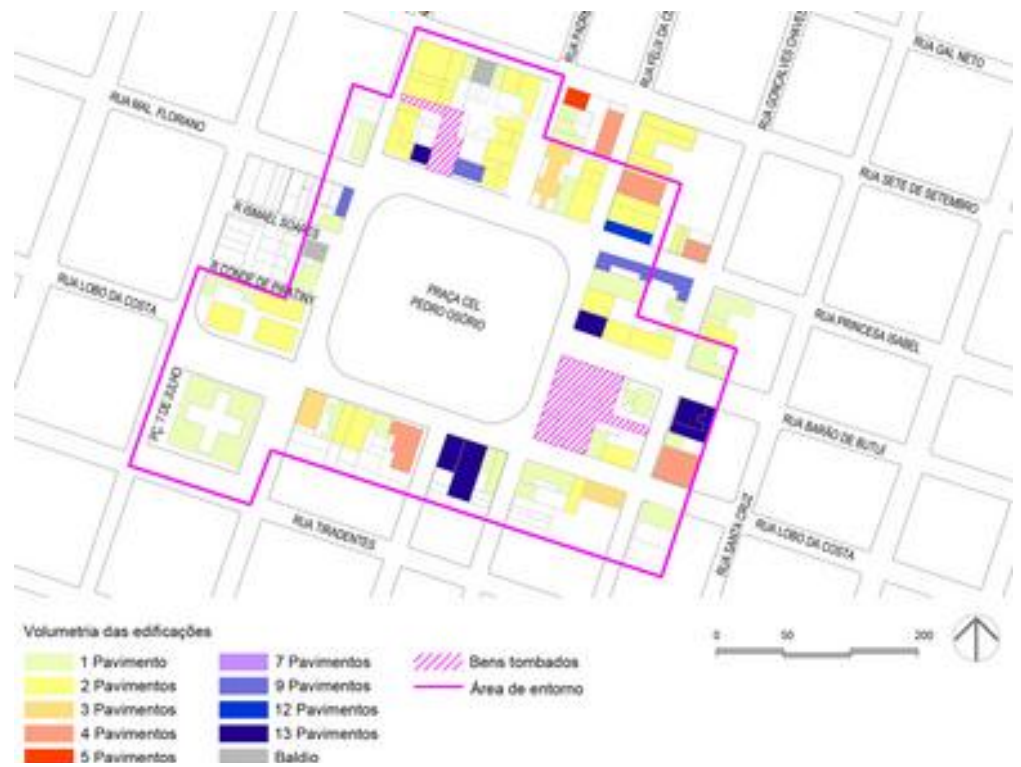 RUA GAL NETO
RUA MAL. FLORIANO
RUA GONÇALVES CHAVES
RUA SETE DE SETEMBRO
R ISMAEL SOARES
R CONDE DE PIRATINY
RUA LOBO DA COSTA
PRAÇA CEL.
PEDRO OSÓRIO
RUA PRINCESA ISABEL
PÇ. 7 DE JULHO
RUA BARÃO DE BUTUÍ
RUA TIRADENTES
RUA SANTA CRUZ
RUA LOBO DA COSTA
Volumetria das edificações
1 Pavimento
2 Pavimentos
3 Pavimentos
4 Pavimentos
5 Pavimentos
7 Pavimentos
9 Pavimentos
12 Pavimentos
13 Pavimentos
Baldio
Bens tombados
Área de entorno
0 50 200